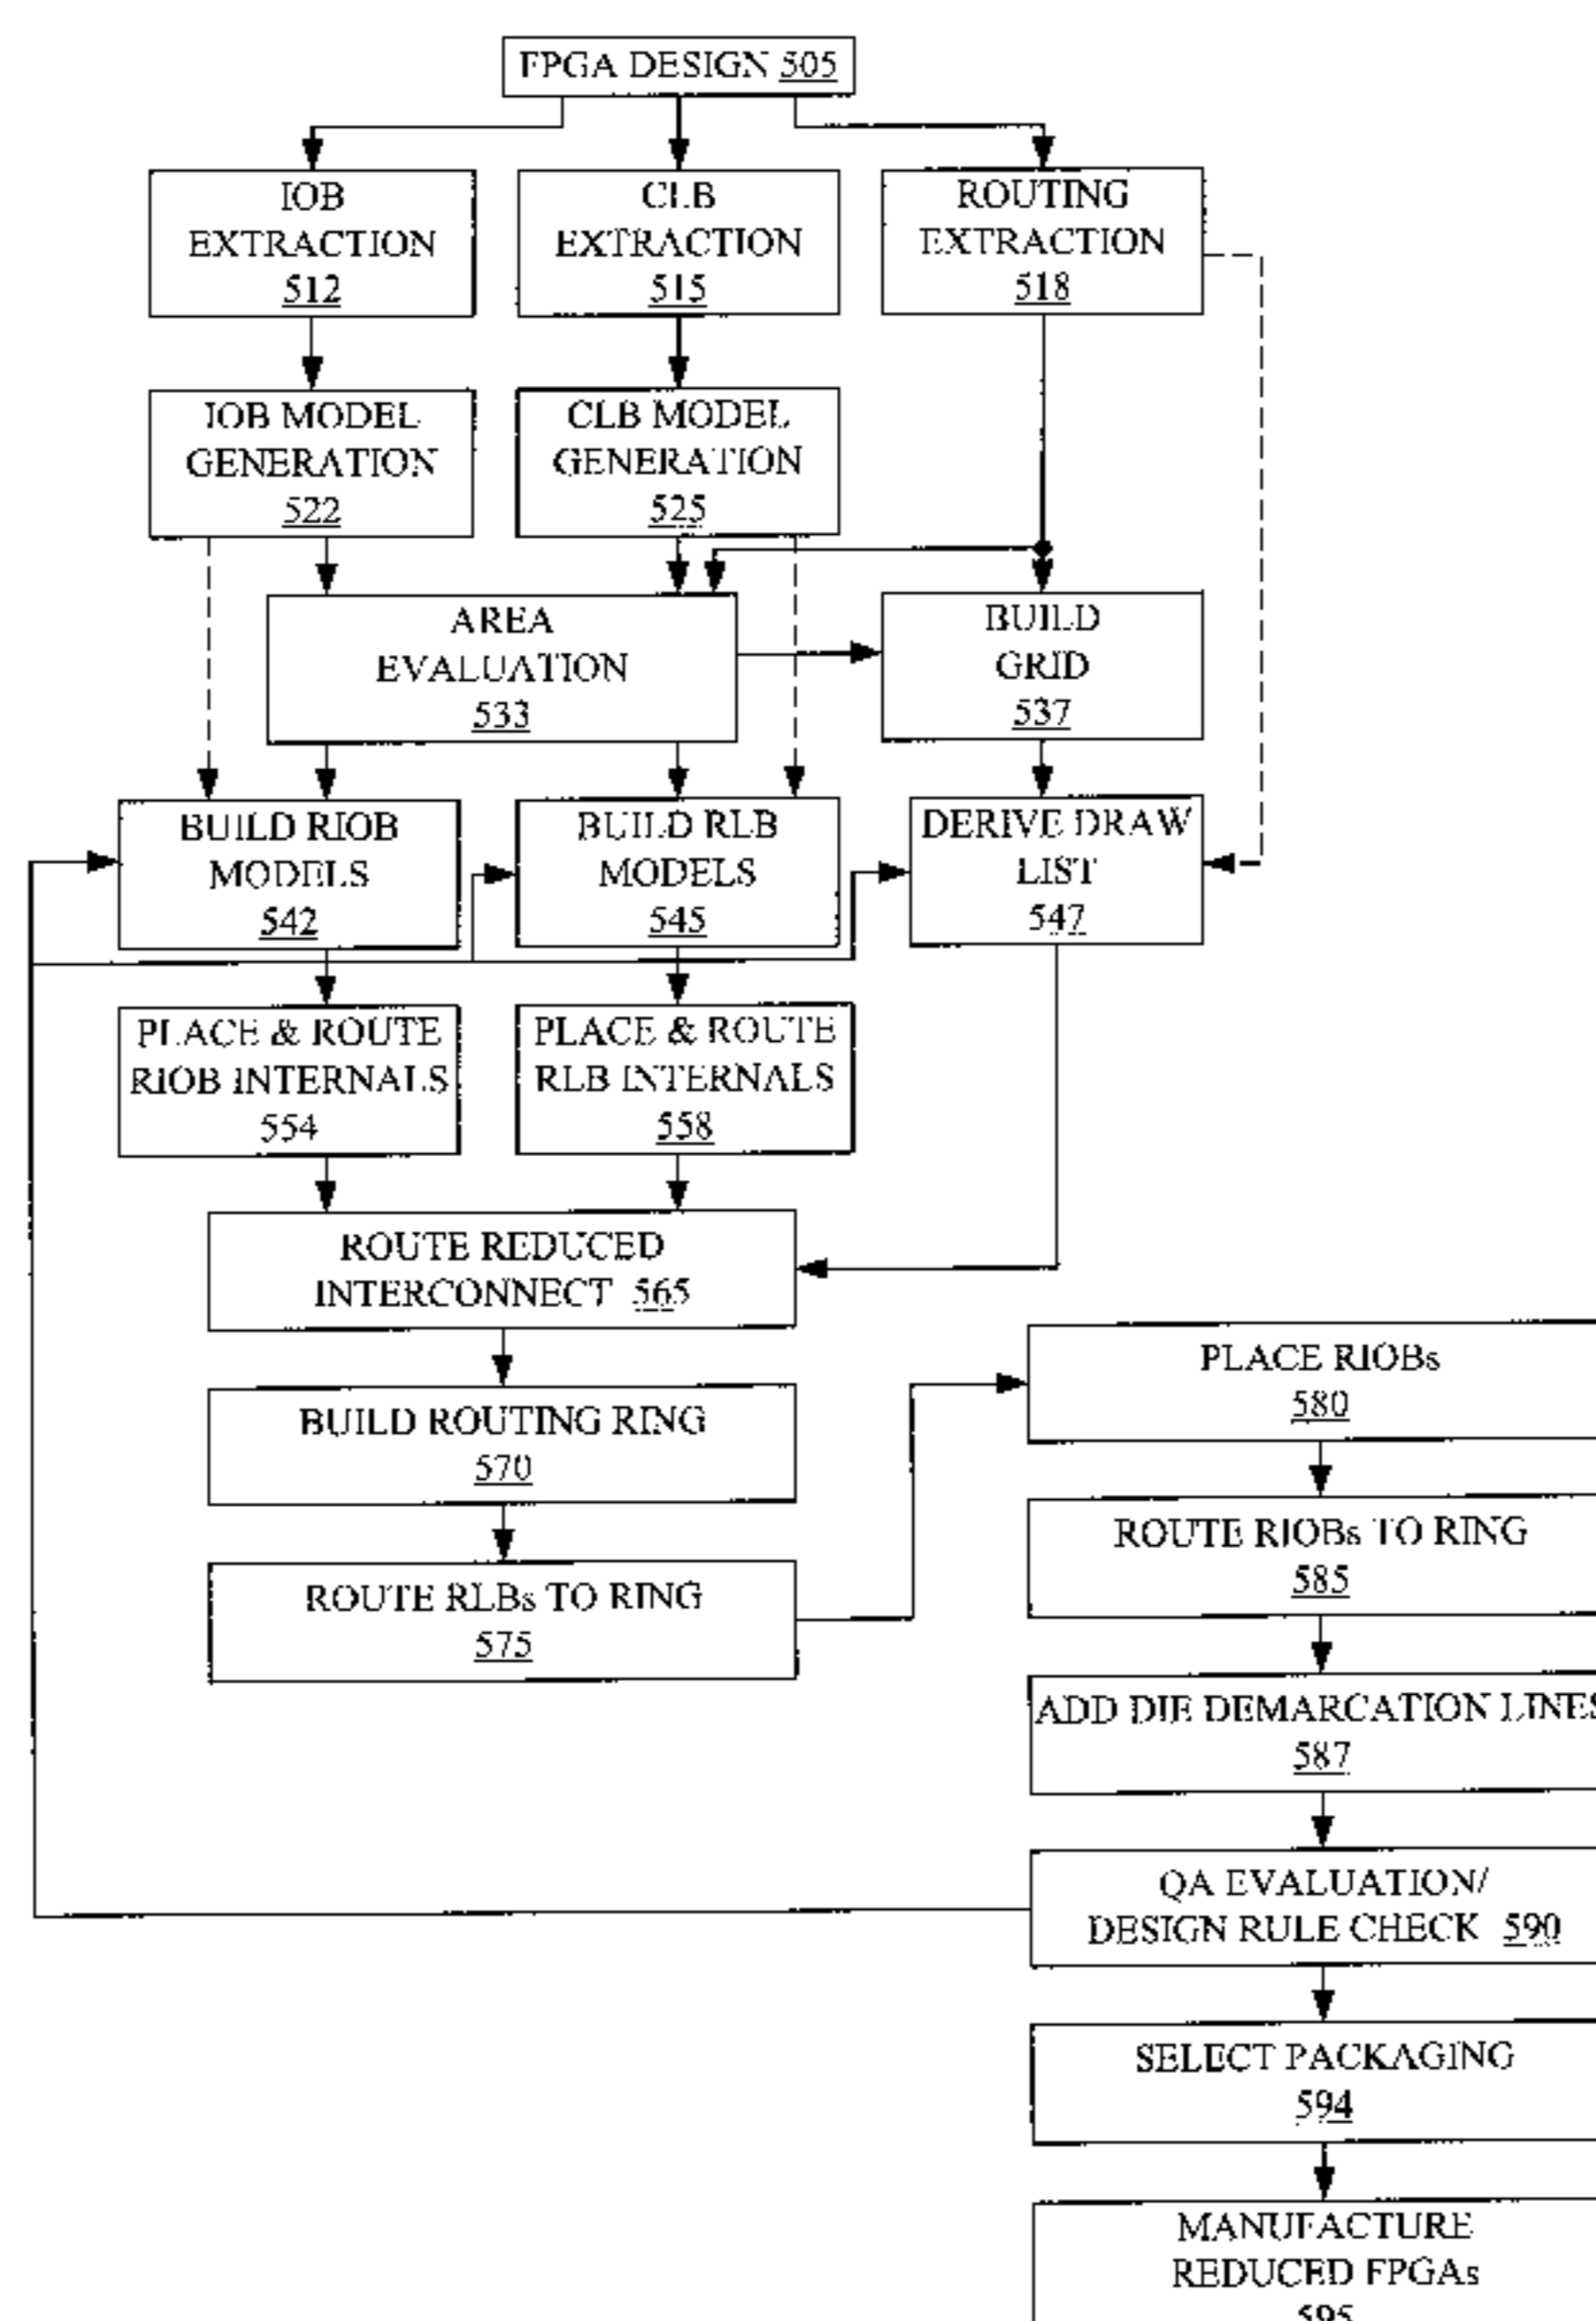 FPGA DESIGN 505
IOB
EXTRACTION
512
CLB
EXTRACTION
515
ROUTING
EXTRACTION
518
IOB MODEL
GENERATION
522
CLB MODEL
GENERATION
525
AREA
EVALUATION
533
BUILD
GRID
537
BUILD RIOB
MODELS
542
BUILD RLB
MODELS
545
DERIVE DRAW
LIST
547
PLACE & ROUTE
RIOB INTERNALS
554
PLACE & ROUTE
RLB INTERNALS
558
ROUTE REDUCED
INTERCONNECT 565
BUILD ROUTING RING
570
ROUTE RLBs TO RING
575
PLACE RIOBs
580
ROUTE RIOBs TO RING
585
ADD DIE DEMARCATION LINES
587
QA EVALUATION/
DESIGN RULE CHECK 590
SELECT PACKAGING
594
MANUFACTURE
REDUCED FPGAs
595